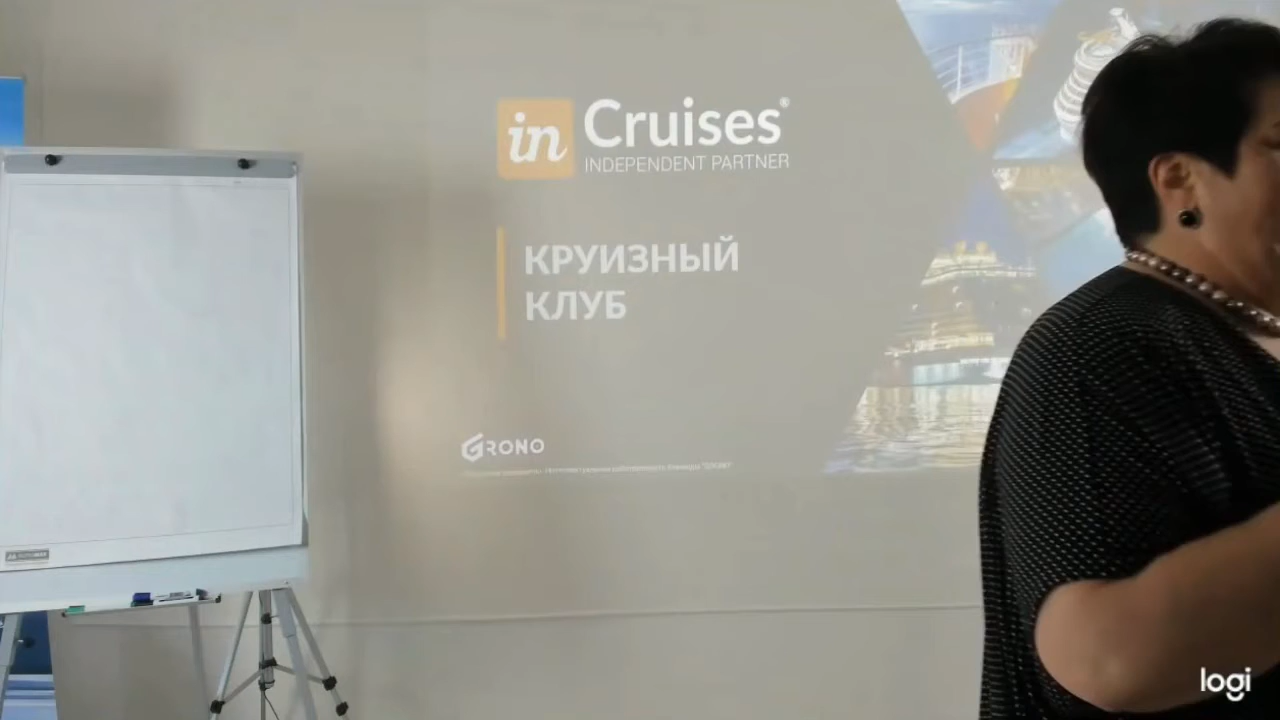 in Cruises®
INDEPENDENT PARTNER
КРУИЗНЫЙ
КЛУБ
GRONO
logi